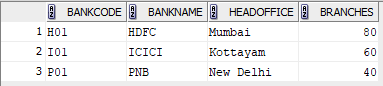 BANKCODE BANKNAME HEADOFFICE BRANCHES
1 H01 HDFC Mumbai 80
2 I01 ICICI Kottayam 60
3 P01 PNB New Delhi 40